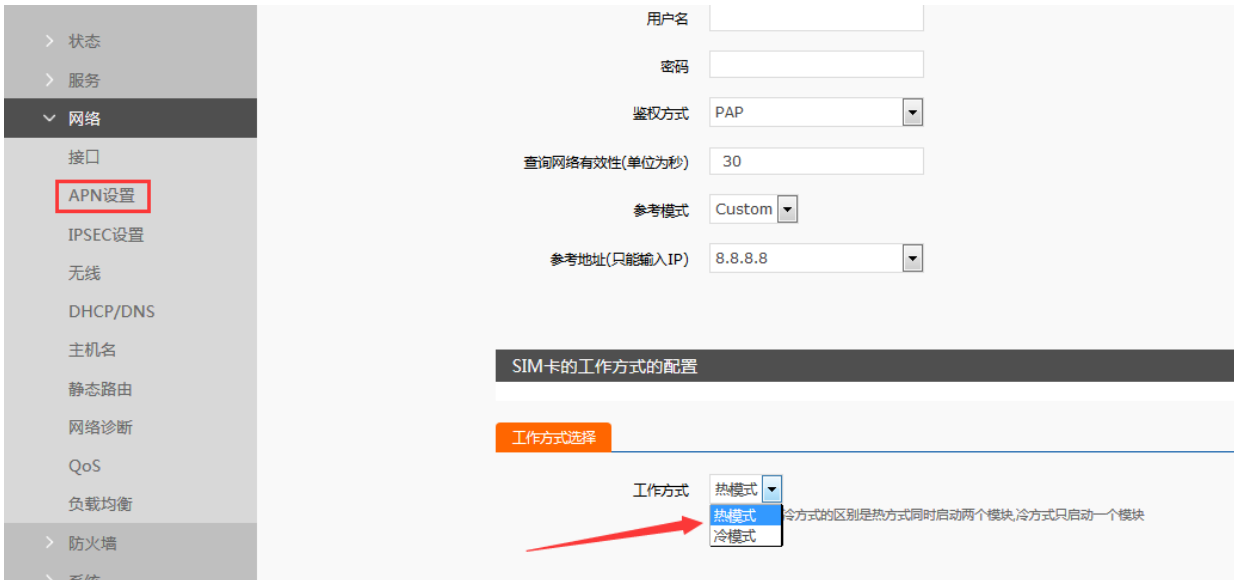 状态
服务
网络
接口
APN设置
IPSEC设置
无线
DHCP/DNS
主机名
静态路由
网络诊断
QoS
负载均衡
防火墙
系统
用户名
密码
鉴权方式 PAP
查询网络有效性(单位为秒) 30
参考模式 Custom
参考地址(只能输入IP) 8.8.8.8
SIM卡的工作方式的配置
工作方式选择
工作方式 热模式
热模式 冷方式的区别是热方式同时启动两个模块,冷方式只启动一个模块
冷模式